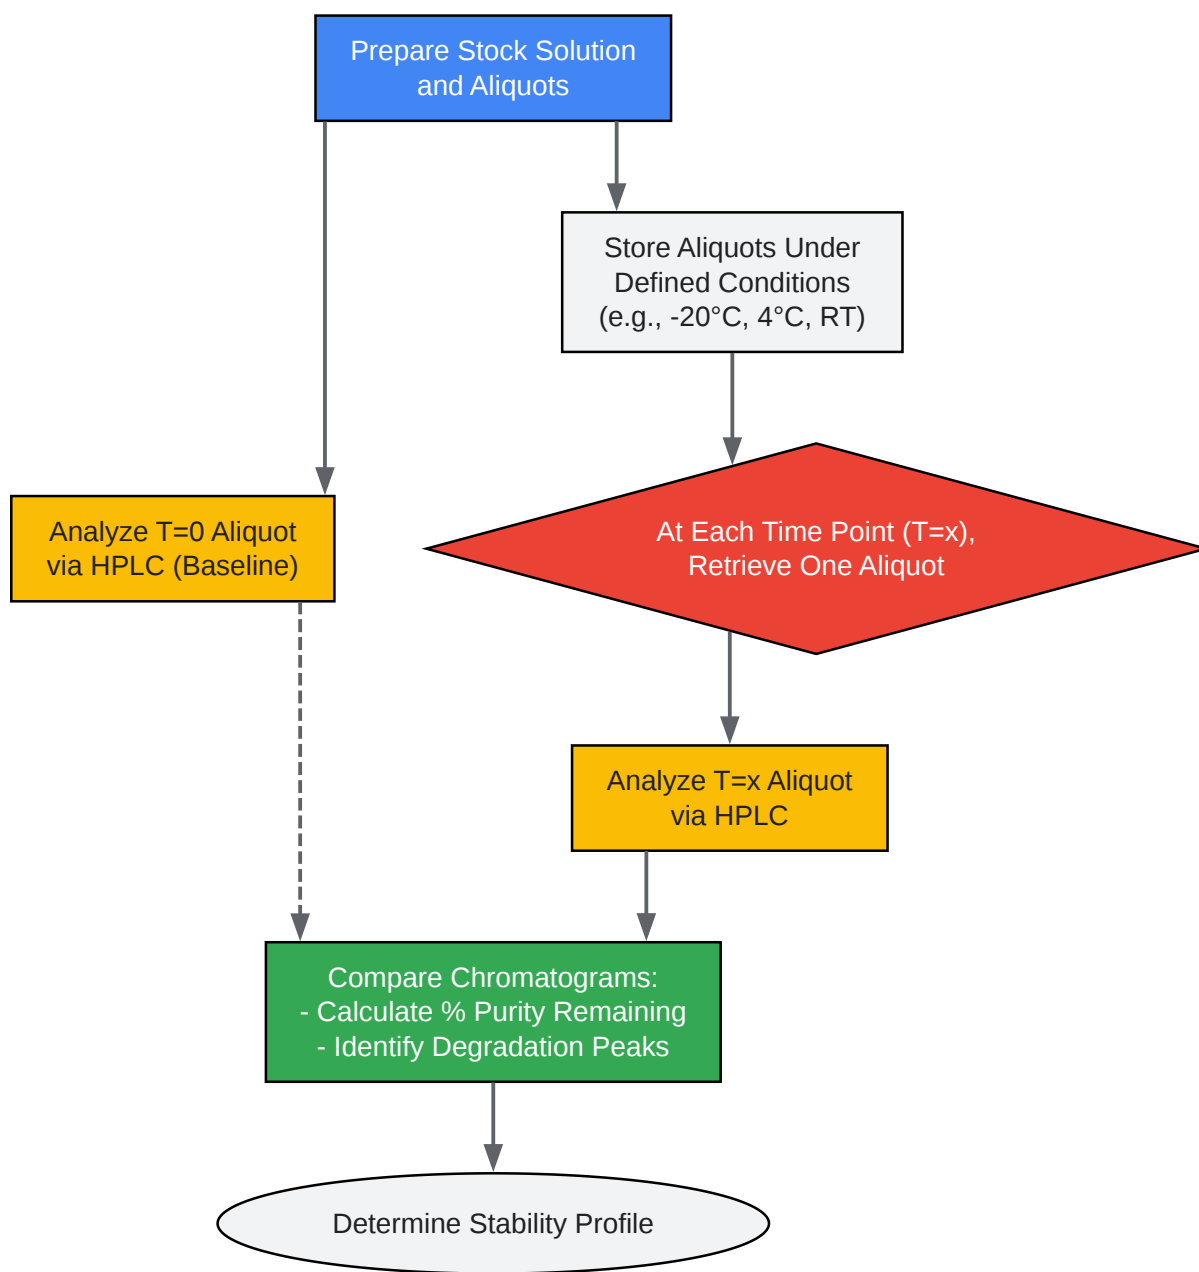 Prepare Stock Solution
and Aliquots
Store Aliquots Under
Defined Conditions
(e.g., -20°C, 4°C, RT)
Analyze T=0 Aliquot
via HPLC (Baseline)
At Each Time Point (T=x),
Retrieve One Aliquot
Analyze T=x Aliquot
via HPLC
Compare Chromatograms:
- Calculate % Purity Remaining
- Identify Degradation Peaks
Determine Stability Profile